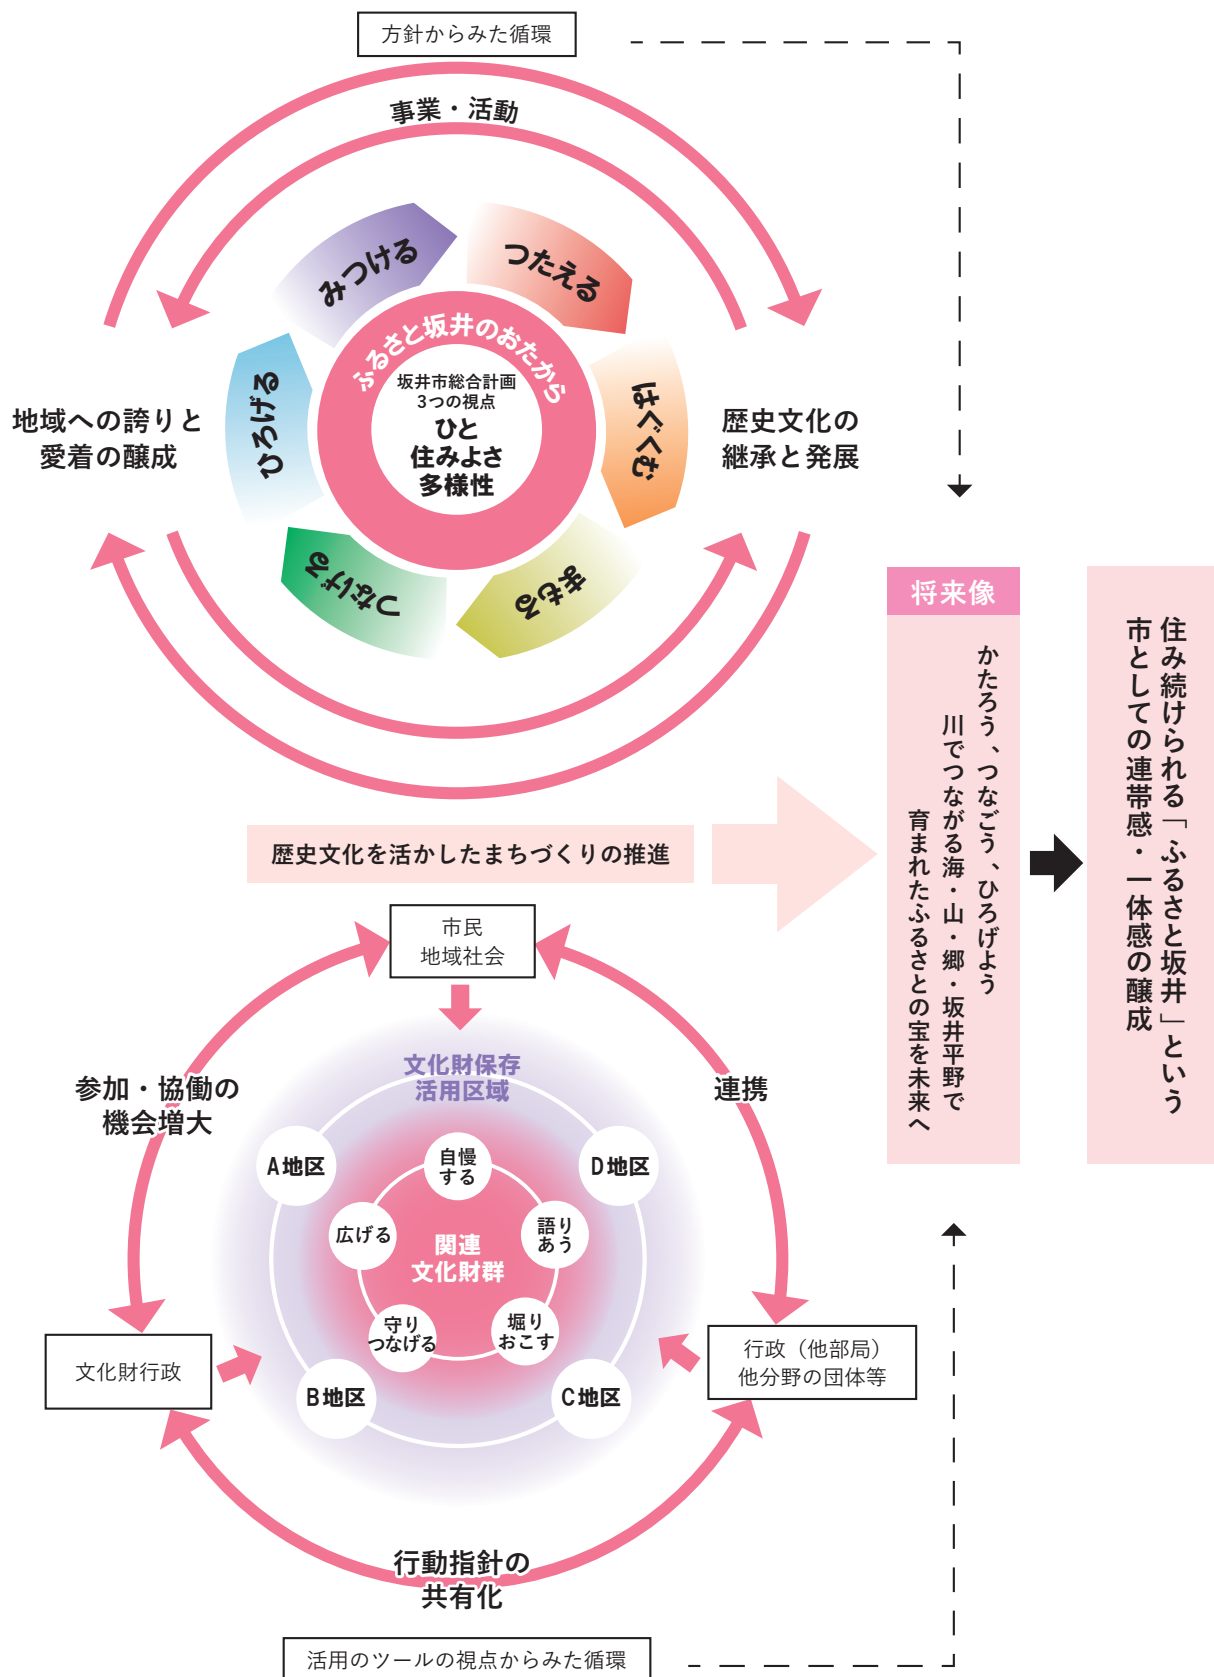 方針からみた循環
事業・活動
みつける
つたえる
はぐくむ
まもる
つなげる
ひろげる
ふるさと坂井のおたから
坂井市総合計画
3つの視点
ひと
住みよさ
多様性
地域への誇りと
愛着の醸成
歴史文化の
継承と発展
歴史文化を活かしたまちづくりの推進
将来像
かたろう、つなごう、ひろげよう
川でつながる海・山・郷・坂井平野で
育まれたふるさとの宝を未来へ
住み続けられる「ふるさと坂井」という
市としての連帯感・一体感の醸成
市民
地域社会
文化財保存
活用区域
参加・協働の
機会増大
連携
A地区
D地区
自慢
する
広げる
語り
あう
関連
文化財群
守り
つなげる
堀り
おこす
B地区
C地区
文化財行政
行政（他部局）
他分野の団体等
行動指針の
共有化
活用のツールの視点からみた循環